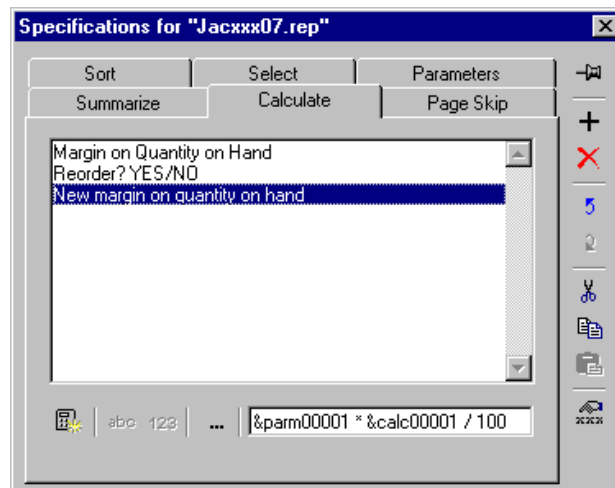 Specifications for "Jacxxx07.rep"
Sort Select Parameters
Summarize Calculate Page Skip
Margin on Quantity on Hand
Reorder? YES/NO
New margin on quantity on hand
abc 123 ... &parm00001 * &calc00001 / 100
xxx